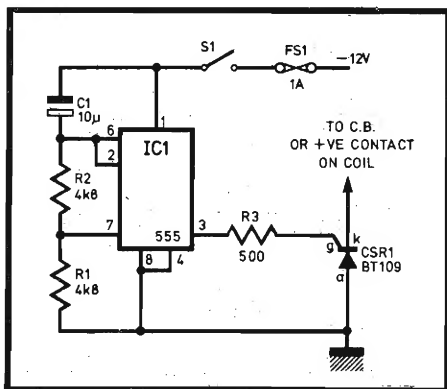 S1
FS1
—12V
1A
C1
10µ
TO C.B.
OR +VE CONTACT
ON COIL
1
6
2
IC1
R2
4k8
7
555
3
R3
500
g
k
CSR1
BT109
a
8
4
R1
4k8